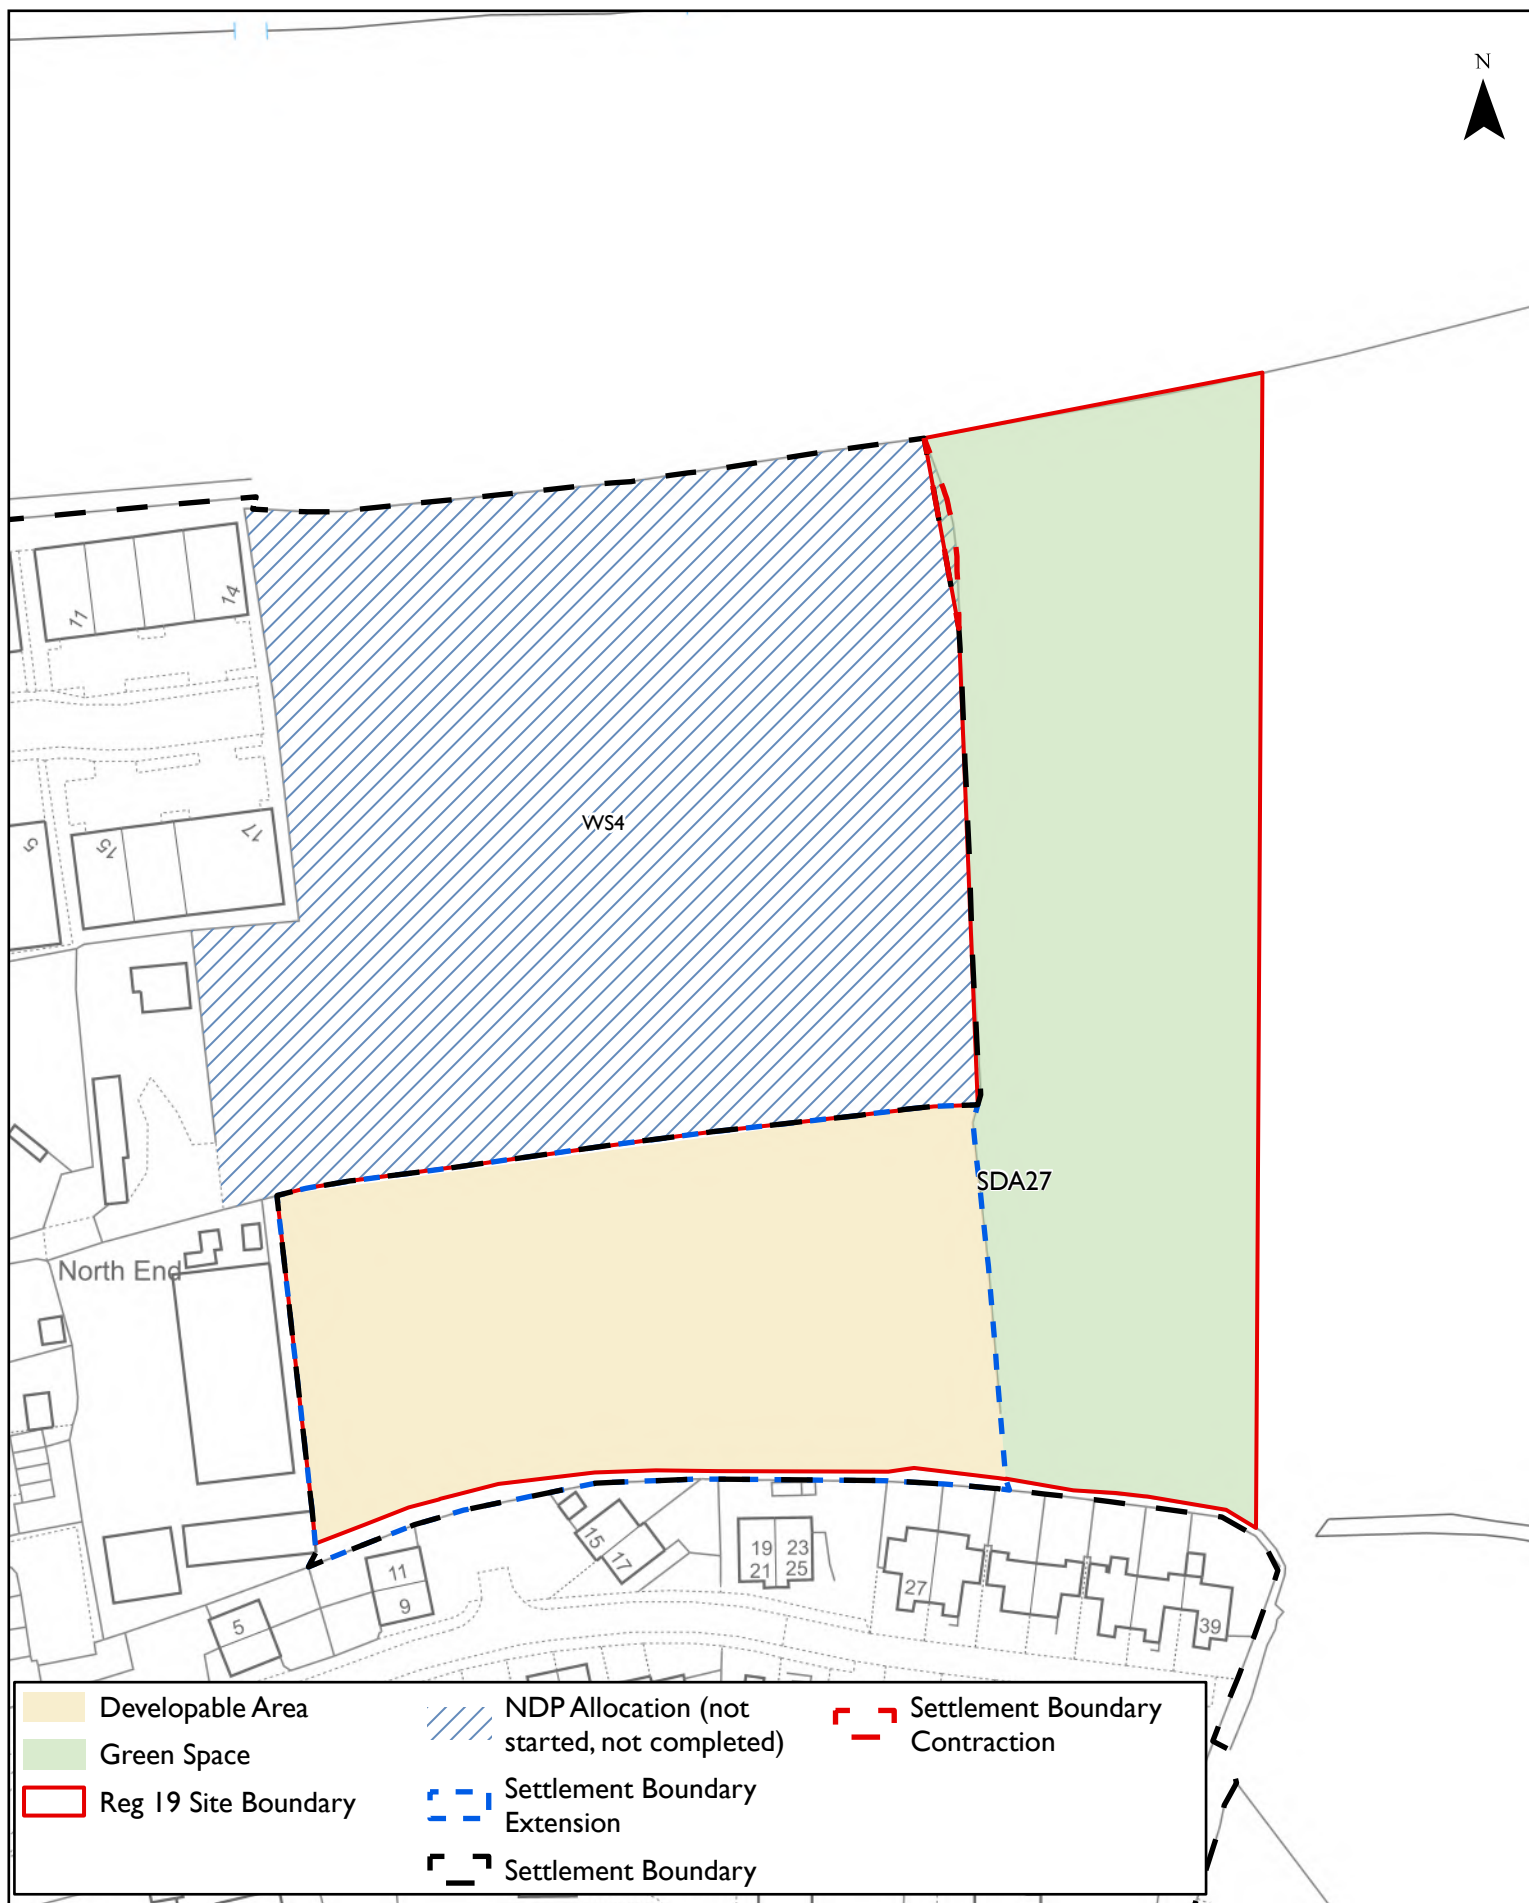 N
11
14
WS4
5
15
17
SDA27
North End
15
17
19
23
21
25
11
9
27
5
39
Developable Area
Green Space
Reg 19 Site Boundary
NDP Allocation (not
started, not completed)
Settlement Boundary
Extension
Settlement Boundary
Settlement Boundary
Contraction